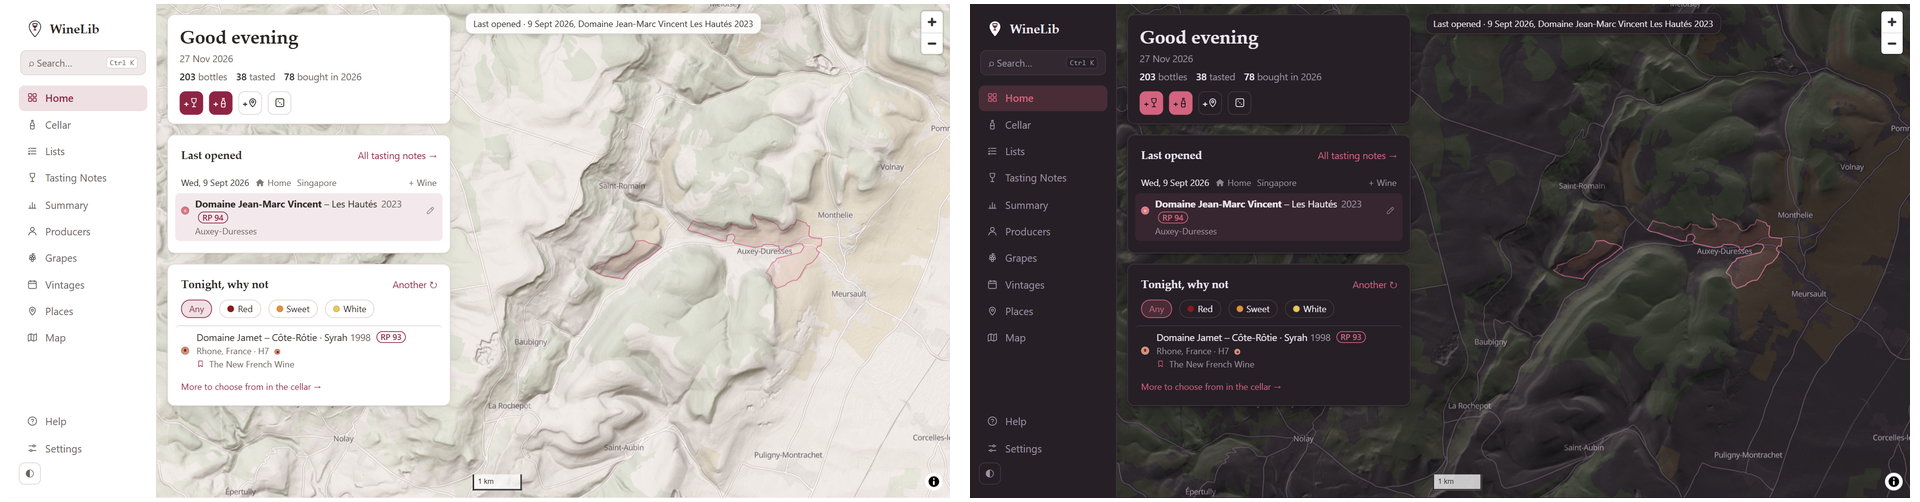 WineLib
Search... Ctrl K
Home
Cellar
Lists
Tasting Notes
Summary
Producers
Grapes
Vintages
Places
Map
Help
Settings
Good evening
27 Nov 2026
203 bottles 38 tasted 78 bought in 2026
Last opened All tasting notes →
Wed, 9 Sept 2026 Home Singapore + Wine
Domaine Jean-Marc Vincent – Les Hautés 2023
RP 94
Auxey-Duresses
Tonight, why not Another ↻
Any Red Sweet White
Domaine Jamet – Côte-Rôtie · Syrah 1998 RP 93
Rhone, France · H7
The New French Wine
More to choose from in the cellar →
Last opened · 9 Sept 2026, Domaine Jean-Marc Vincent Les Hautés 2023
+
−
Pomm
Volnay
Saint-Romain
Monthelie
Auxey-Duresses
Meursault
Baubigny
La Rochepot
Nolay
Saint-Aubin
Corcelles-le
Puligny-Montrachet
Épertully
1 km
WineLib
Search... Ctrl K
Home
Cellar
Lists
Tasting Notes
Summary
Producers
Grapes
Vintages
Places
Map
Help
Settings
Good evening
27 Nov 2026
203 bottles 38 tasted 78 bought in 2026
Last opened All tasting notes →
Wed, 9 Sept 2026 Home Singapore + Wine
Domaine Jean-Marc Vincent – Les Hautés 2023
RP 94
Auxey-Duresses
Tonight, why not Another ↻
Any Red Sweet White
Domaine Jamet – Côte-Rôtie · Syrah 1998 RP 93
Rhone, France · H7
The New French Wine
More to choose from in the cellar →
Last opened · 9 Sept 2026, Domaine Jean-Marc Vincent Les Hautés 2023
+
−
Pomm
Volnay
Saint-Romain
Monthelie
Auxey-Duresses
Meursault
Baubigny
La Rochepot
Nolay
Saint-Aubin
Corcelles-le
Puligny-Montrachet
Épertully
1 km